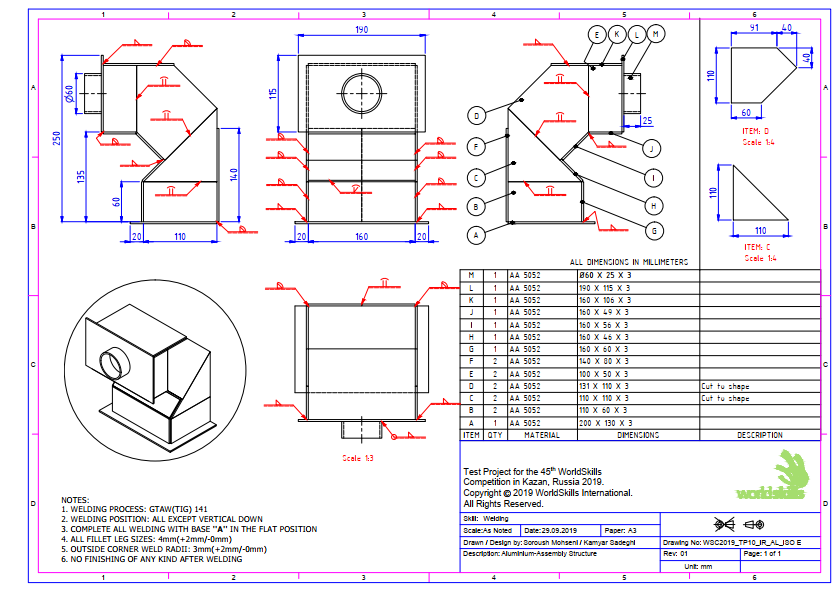 1 2 3 4 5 6
A
B
C
D
190
115
250
135
60
Ø60
140
20 110 20
20 160 20
E K L M
D
F
C
B
A
J
I
H
G
25
91 40
40
110
60
ITEM: D
Scale 1:4
110
110
ITEM: C
Scale 1:4
ALL DIMENSIONS IN MILLIMETERS
M 1 AA 5052 Ø60 X 25 X 3
L 1 AA 5052 190 X 115 X 3
K 1 AA 5052 160 X 106 X 3
J 1 AA 5052 160 X 49 X 3
I 1 AA 5052 160 X 56 X 3
H 1 AA 5052 160 X 46 X 3
G 1 AA 5052 160 X 60 X 3
F 2 AA 5052 140 X 80 X 3
E 2 AA 5052 100 X 50 X 3
D 2 AA 5052 131 X 110 X 3 Cut to shape
C 2 AA 5052 110 X 110 X 3 Cut to shape
B 2 AA 5052 110 X 60 X 3
A 1 AA 5052 200 X 130 X 3
ITEM QTY MATERIAL DIMENSIONS DESCRIPTION
Scale 1:3
NOTES:
1. WELDING PROCESS: GTAW(TIG) 141
2. WELDING POSITION: ALL EXCEPT VERTICAL DOWN
3. COMPLETE ALL WELDING WITH BASE "A" IN THE FLAT POSITION
4. ALL FILLET LEG SIZES: 4mm(+2mm/-0mm)
5. OUTSIDE CORNER WELD RADII: 3mm(+2mm/-0mm)
6. NO FINISHING OF ANY KIND AFTER WELDING
Test Project for the 45th WorldSkills
Competition in Kazan, Russia 2019.
Copyright © 2019 WorldSkills International.
All Rights Reserved.
worldskills
Skill: Welding
Scale:As Noted Date:29.09.2019 Paper: A3
Drawn / Design by: Soroush Mohseni / Kamyar Sadeghi
Drawing No: WSC2019_TP10_IR_AL_ISO E
Description: Aluminium-Assembly Structure
Rev: 01 Page: 1 of 1
Unit: mm
1 2 3 4 5 6